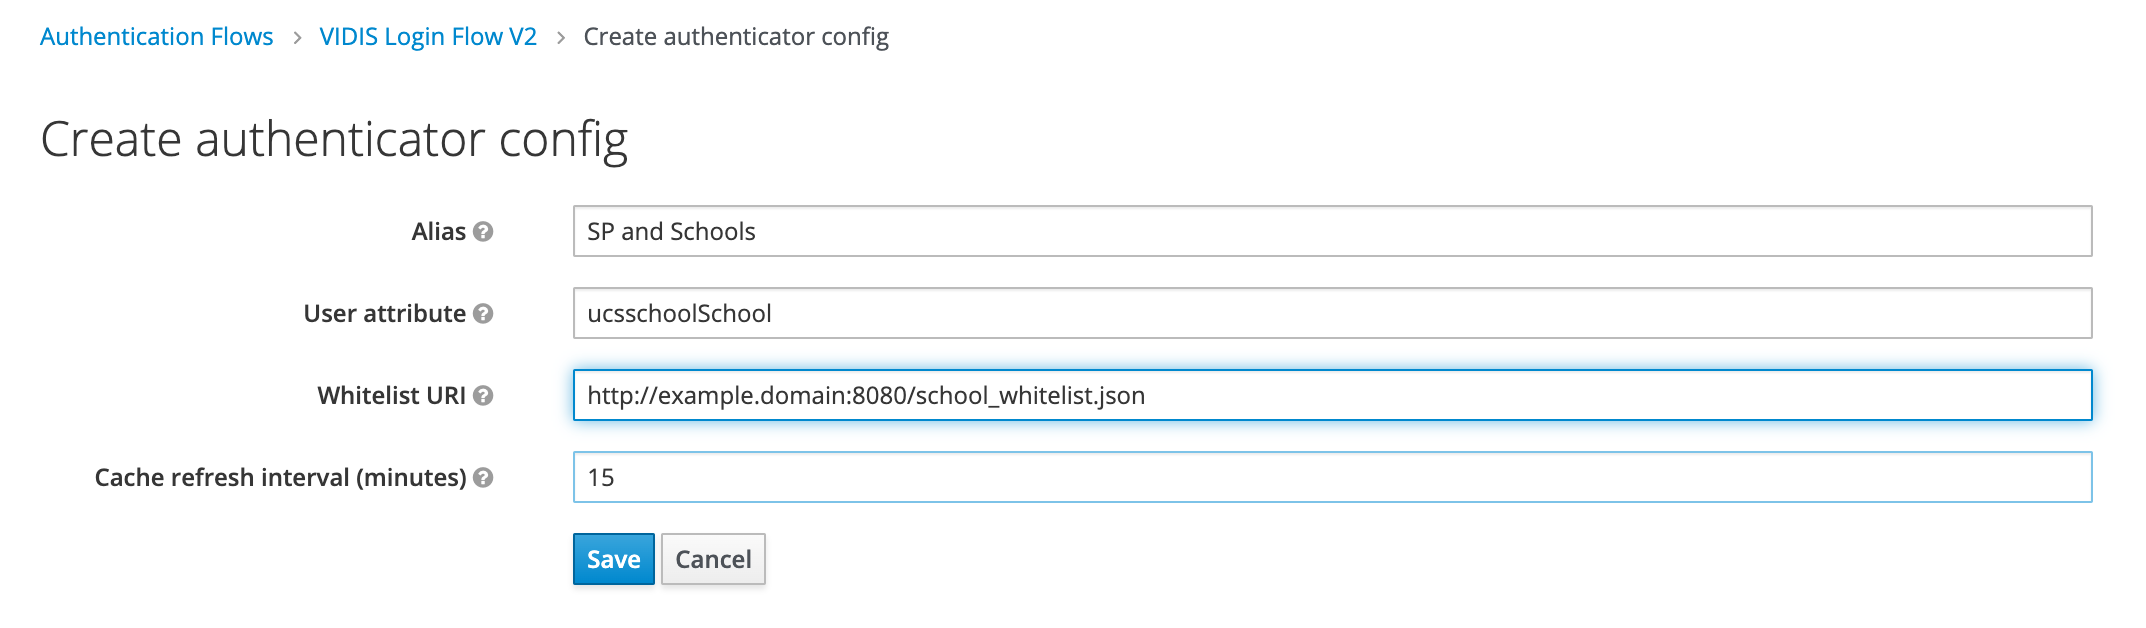 Authentication Flows > VIDIS Login Flow V2 > Create authenticator config
Create authenticator config
Alias ? SP and Schools
User attribute ? ucsschoolSchool
Whitelist URI ? http://example.domain:8080/school_whitelist.json
Cache refresh interval (minutes) ? 15
Save Cancel